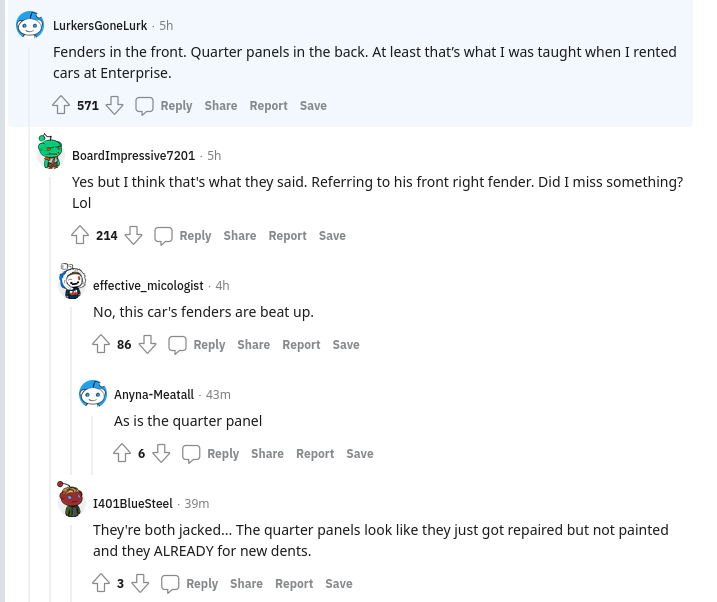 LurkersGoneLurk · 5h
Fenders in the front. Quarter panels in the back. At least that's what I was taught when I rented
cars at Enterprise.
571 Reply Share Report Save
BoardImpressive7201 · 5h
Yes but I think that's what they said. Referring to his front right fender. Did I miss something?
Lol
214 Reply Share Report Save
effective_micologist · 4h
No, this car's fenders are beat up.
86 Reply Share Report Save
Anyna-Meatall · 43m
As is the quarter panel
6 Reply Share Report Save
I401BlueSteel · 39m
They're both jacked... The quarter panels look like they just got repaired but not painted
and they ALREADY for new dents.
3 Reply Share Report Save